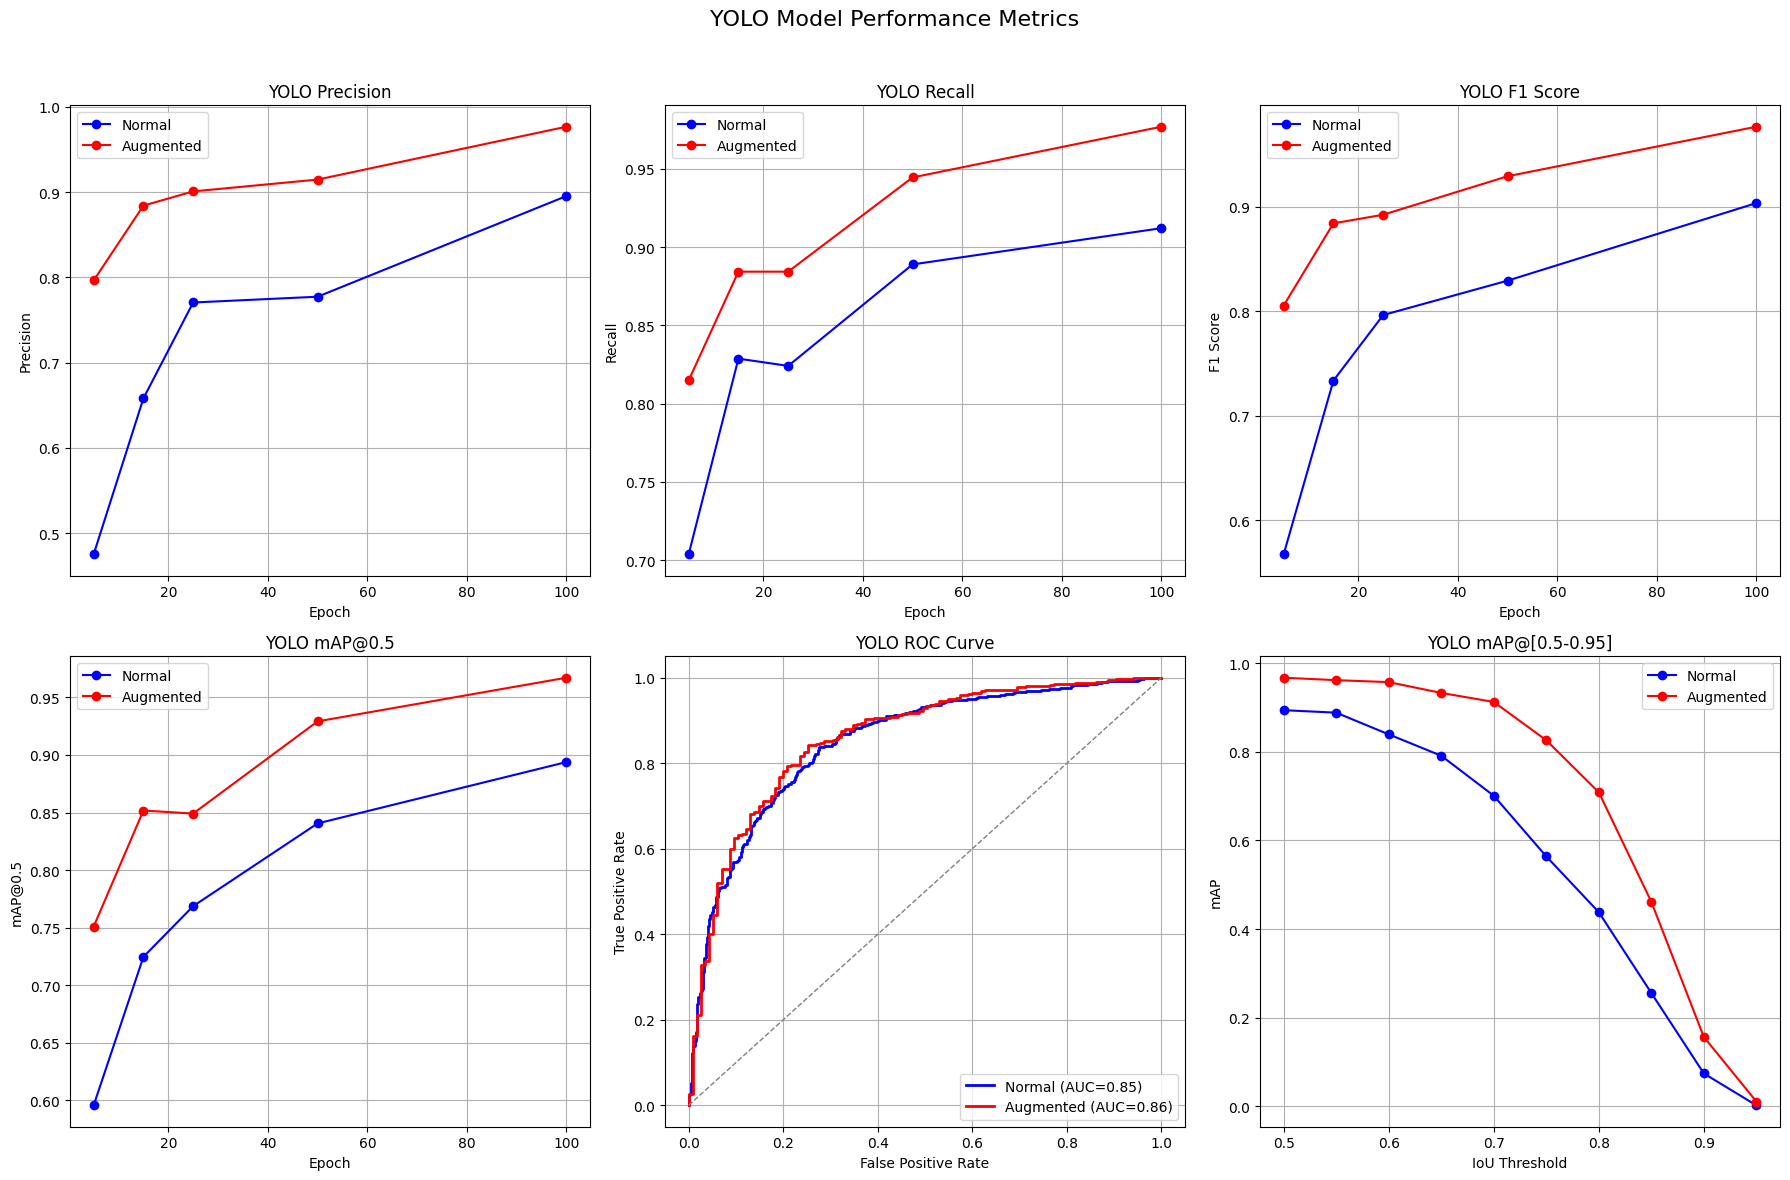 YOLO Model Performance Metrics
YOLO Precision
1.0
0.9
0.8
0.7
0.6
0.5
Precision
Normal
Augmented
20 40 60 80 100
Epoch
YOLO Recall
0.95
0.90
0.85
0.80
0.75
0.70
Recall
Normal
Augmented
20 40 60 80 100
Epoch
YOLO F1 Score
0.9
0.8
0.7
0.6
F1 Score
Normal
Augmented
20 40 60 80 100
Epoch
YOLO mAP@0.5
0.95
0.90
0.85
0.80
0.75
0.70
0.65
0.60
mAP@0.5
Normal
Augmented
20 40 60 80 100
Epoch
YOLO ROC Curve
1.0
0.8
0.6
0.4
0.2
0.0
True Positive Rate
Normal (AUC=0.85)
Augmented (AUC=0.86)
0.0 0.2 0.4 0.6 0.8 1.0
False Positive Rate
YOLO mAP@[0.5-0.95]
1.0
0.8
0.6
0.4
0.2
0.0
mAP
Normal
Augmented
0.5 0.6 0.7 0.8 0.9
IoU Threshold